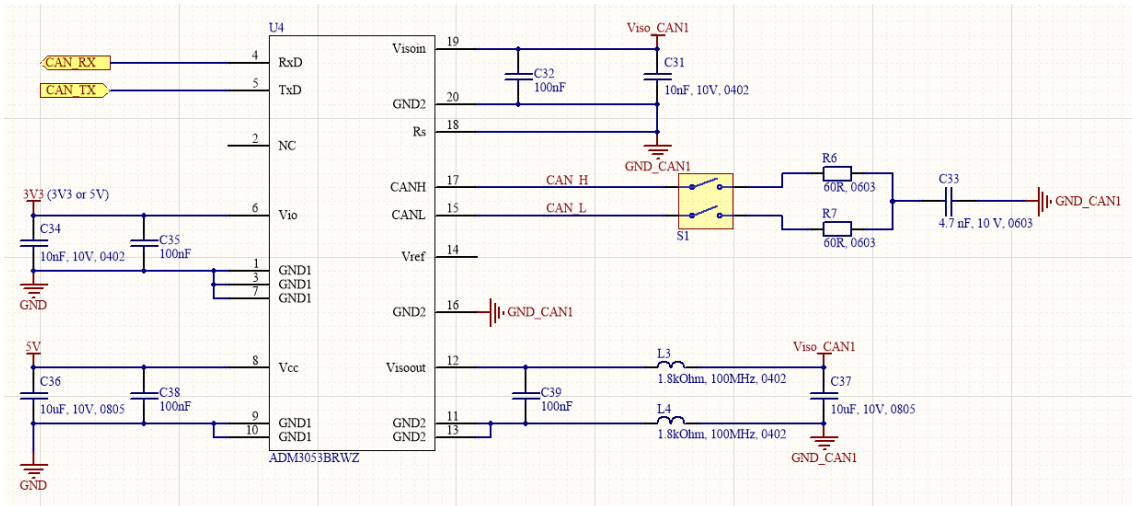 U4
Viso_CAN1
CAN_RX
4
RxD
Visoin
19
C32
100nF
C31
10nF, 10V, 0402
CAN_TX
5
TxD
GND2
20
Rs
18
2
NC
GND_CAN1
3V3 (3V3 or 5V)
CANH
17
CAN_H
R6
60R, 0603
C33
4.7 nF, 10 V, 0603
GND_CAN1
6
Vio
CANL
15
CAN_L
S1
R7
60R, 0603
C34
10nF, 10V, 0402
C35
100nF
Vref
14
1
GND1
3
GND1
7
GND1
GND
GND2
16
GND_CAN1
5V
8
Vcc
Visoout
12
L3
1.8kOhm, 100MHz, 0402
Viso_CAN1
C36
10uF, 10V, 0805
C38
100nF
C39
100nF
C37
10uF, 10V, 0805
9
GND1
10
GND1
GND2
11
GND2
13
L4
1.8kOhm, 100MHz, 0402
GND_CAN1
GND
ADM3053BRWZ